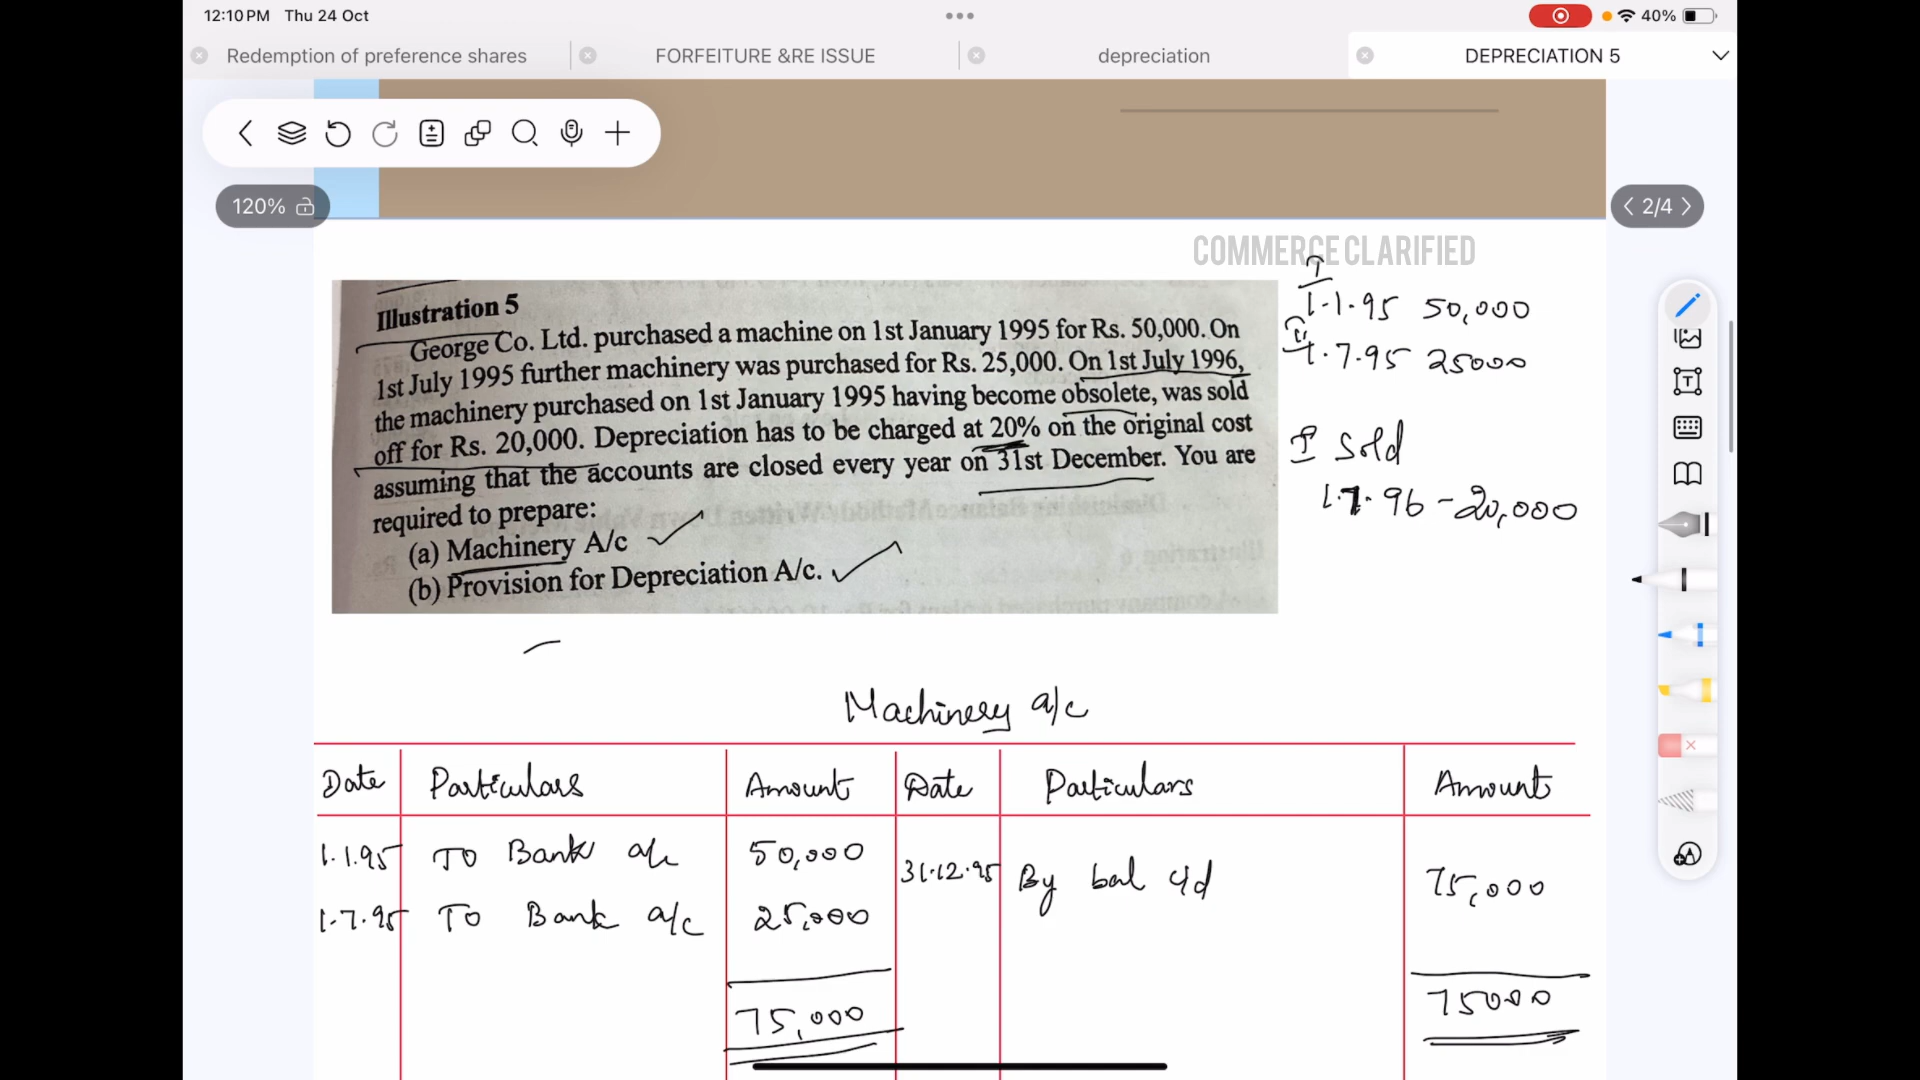 12:10 PM Thu 24 Oct
40%
Redemption of preference shares
FORFEITURE &RE ISSUE
depreciation
DEPRECIATION 5
120%
2/4
COMMERCE CLARIFIED
Illustration 5
George Co. Ltd. purchased a machine on 1st January 1995 for Rs. 50,000. On
1st July 1995 further machinery was purchased for Rs. 25,000. On 1st July 1996,
the machinery purchased on 1st January 1995 having become obsolete, was sold
off for Rs. 20,000. Depreciation has to be charged at 20% on the original cost
assuming that the accounts are closed every year on 31st December. You are
required to prepare:
(a) Machinery A/c
(b) Provision for Depreciation A/c.
I
1.1.95 50,000
II
1.7.95 25000
I Sold
1.7.96 - 20,000
Machinery a/c
Date Particulars Amount Date Particulars Amount
1.1.95 To Bank a/c 50,000 31.12.95 By bal c/d 75,000
1.7.95 To Bank a/c 25,000
75,000 75000